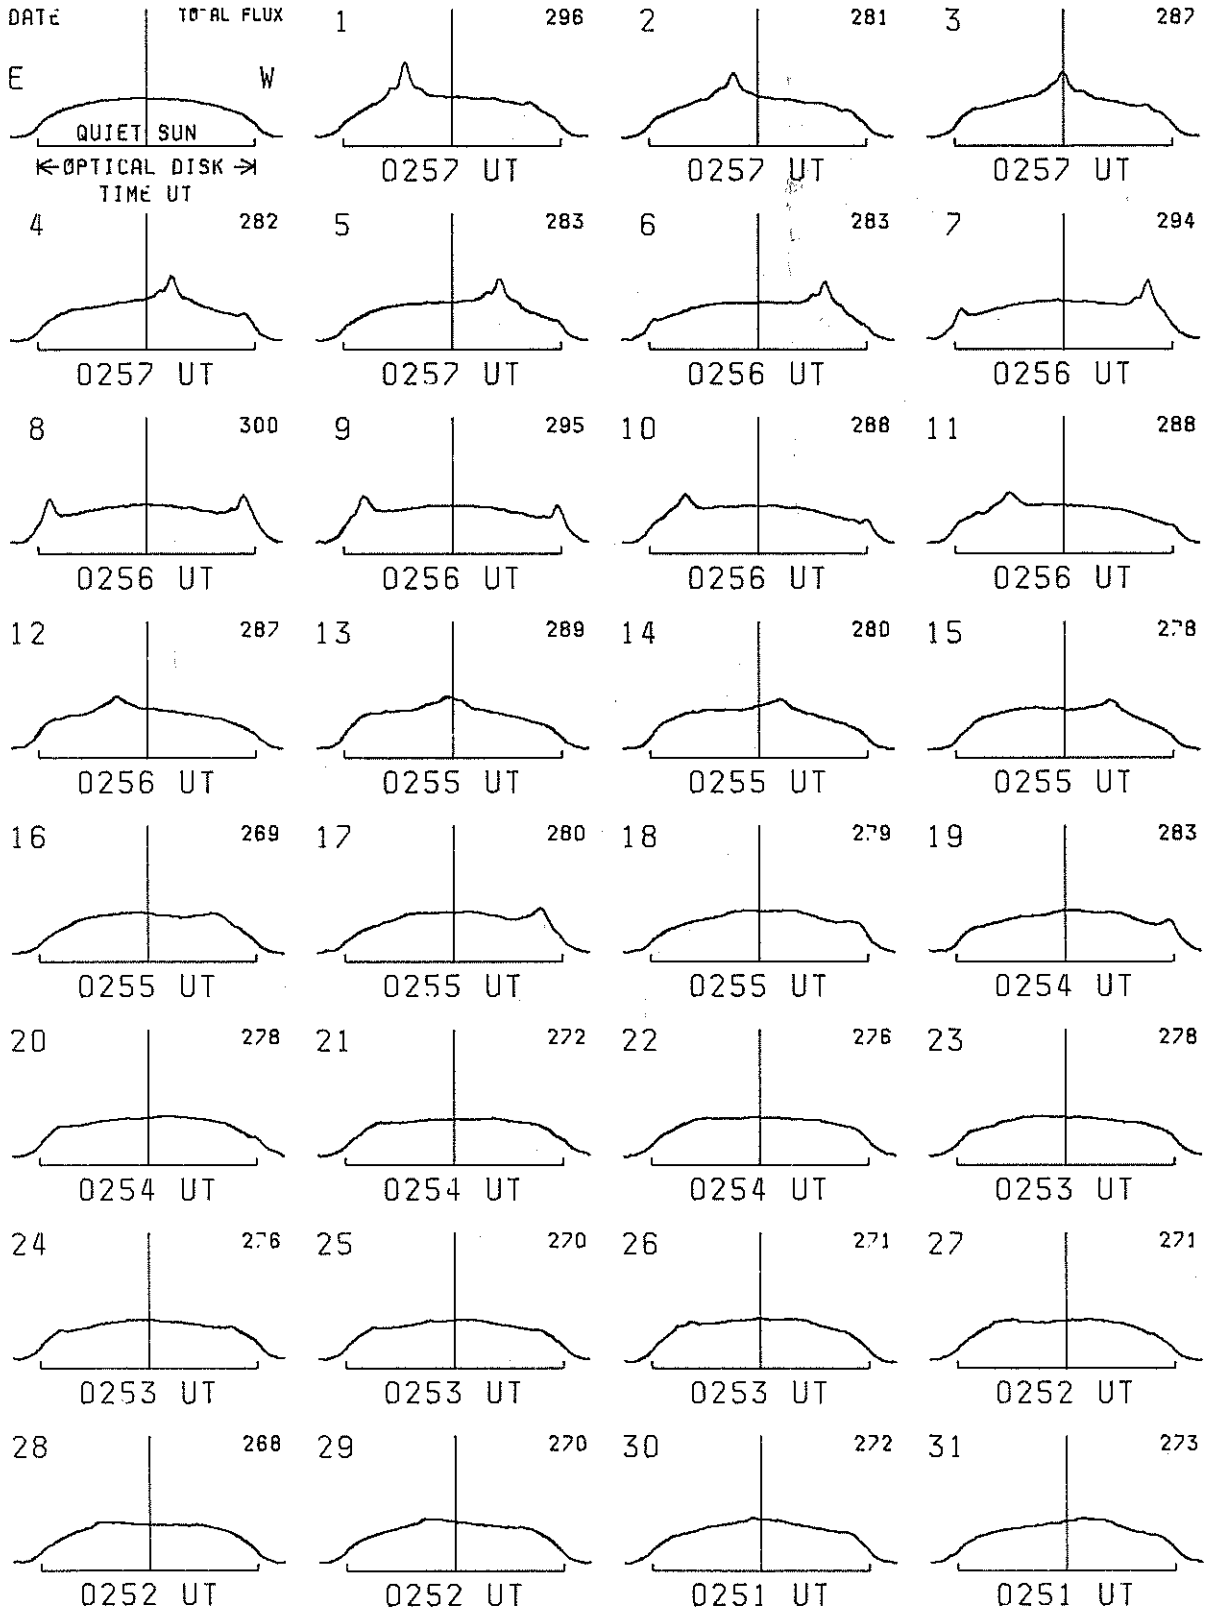 DATE TOTAL FLUX 1 296 2 281 3 287
E W
QUIET SUN
←OPTICAL DISK→ 0257 UT 0257 UT 0257 UT
TIME UT
4 282 5 283 6 283 7 294
0257 UT 0257 UT 0256 UT 0256 UT
8 300 9 295 10 288 11 288
0256 UT 0256 UT 0256 UT 0256 UT
12 287 13 289 14 280 15 278
0256 UT 0255 UT 0255 UT 0255 UT
16 269 17 280 18 279 19 283
0255 UT 0255 UT 0255 UT 0254 UT
20 278 21 272 22 276 23 278
0254 UT 0254 UT 0254 UT 0253 UT
24 276 25 270 26 271 27 271
0253 UT 0253 UT 0253 UT 0252 UT
28 268 29 270 30 272 31 273
0252 UT 0252 UT 0251 UT 0251 UT